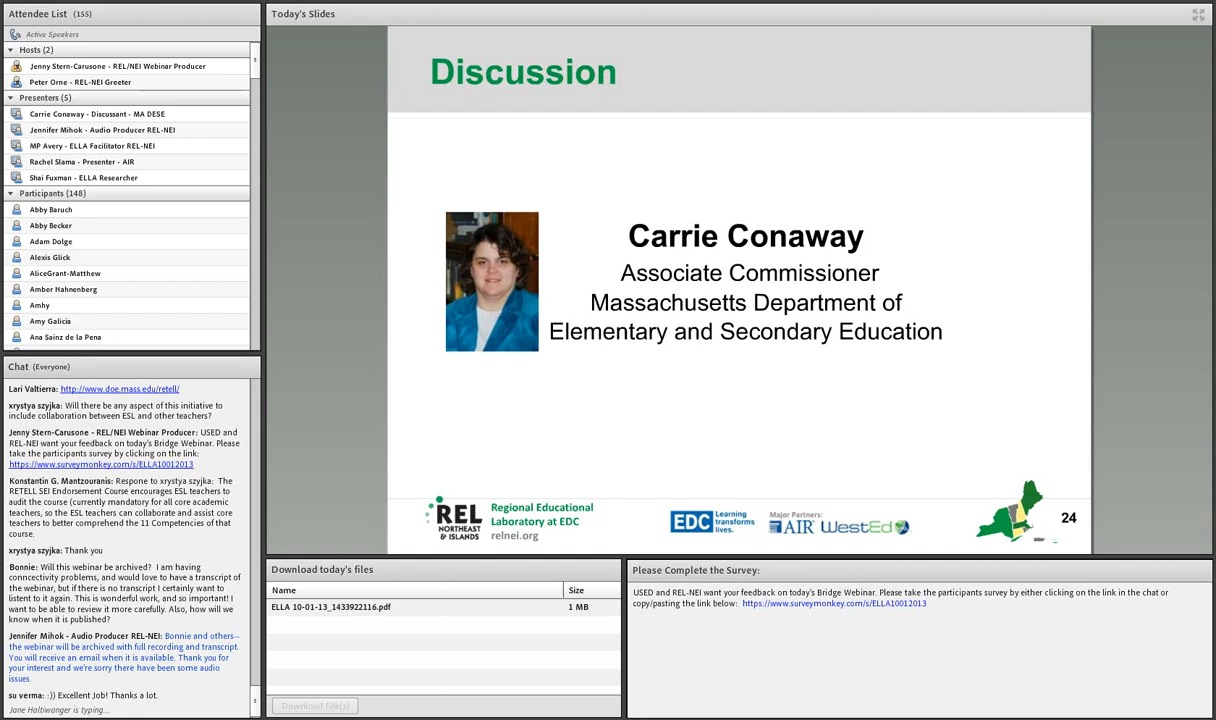 Attendee List (155)
Active Speakers
Hosts (2)
Jenny Stern-Carusone - REL/NEI Webinar Producer
Peter Orne - REL-NEI Greeter
Presenters (5)
Carrie Conaway - Discussant - MA DESE
Jennifer Mihok - Audio Producer REL-NEI
MP Avery - ELLA Facilitator REL-NEI
Rachel Slama - Presenter - AIR
Shai Fuxman - ELLA Researcher
Participants (148)
Abby Baruch
Abby Becker
Adam Dolge
Alexis Glick
AliceGrant-Matthew
Amber Hahnenberg
Amhy
Amy Galicia
Ana Sainz de la Pena
Chat (Everyone)
Lari Valtierra: http://www.doe.mass.edu/retell/
xrystya szyjka: Will there be any aspect of this initiative to
include collaboration between ESL and other teachers?
Jenny Stern-Carusone - REL/NEI Webinar Producer: USED and
REL-NEI want your feedback on today's Bridge Webinar. Please
take the participants survey by clicking on the link:
https://www.surveymonkey.com/s/ELLA10012013
Konstantin G. Mantzouranis: Respone to xrystya szyjka: The
RETELL SEI Endorsement Course encourages ESL teachers to
audit the course (currently mandatory for all core academic
teachers, so the ESL teachers can collaborate and assist core
teachers to better comprehend the 11 Competencies of that
course.
xrystya szyjka: Thank you
Bonnie: Will this webinar be archived? I am having
conncectivity problems, and would love to have a transcript of
the webinar, but if there is no transcript I certainly want to
listent to it again. This is wonderful work, and so important! I
want to be able to review it more carefully. Also, how will we
know when it is published?
Jennifer Mihok - Audio Producer REL-NEI: Bonnie and others--
the webinar will be archived with full recording and transcript.
You will receive an email when it is available. Thank you for
your interest and we're sorry there have been some audio
issues.
su verma: :)) Excellent Job! Thanks a lot.
Jane Haltiwanger is typing...
Today's Slides
Discussion
Carrie Conaway
Associate Commissioner
Massachusetts Department of
Elementary and Secondary Education
REL
NORTHEAST
& ISLANDS
Regional Educational
Laboratory at EDC
relnei.org
EDC Learning
transforms
lives.
Major Partners:
AIR WestEd
24
Download today's files
Name Size
ELLA 10-01-13_1433922116.pdf 1 MB
Download File(s)
Please Complete the Survey:
USED and REL-NEI want your feedback on today's Bridge Webinar. Please take the participants survey by either clicking on the link in the chat or
copy/pasting the link below: https://www.surveymonkey.com/s/ELLA10012013